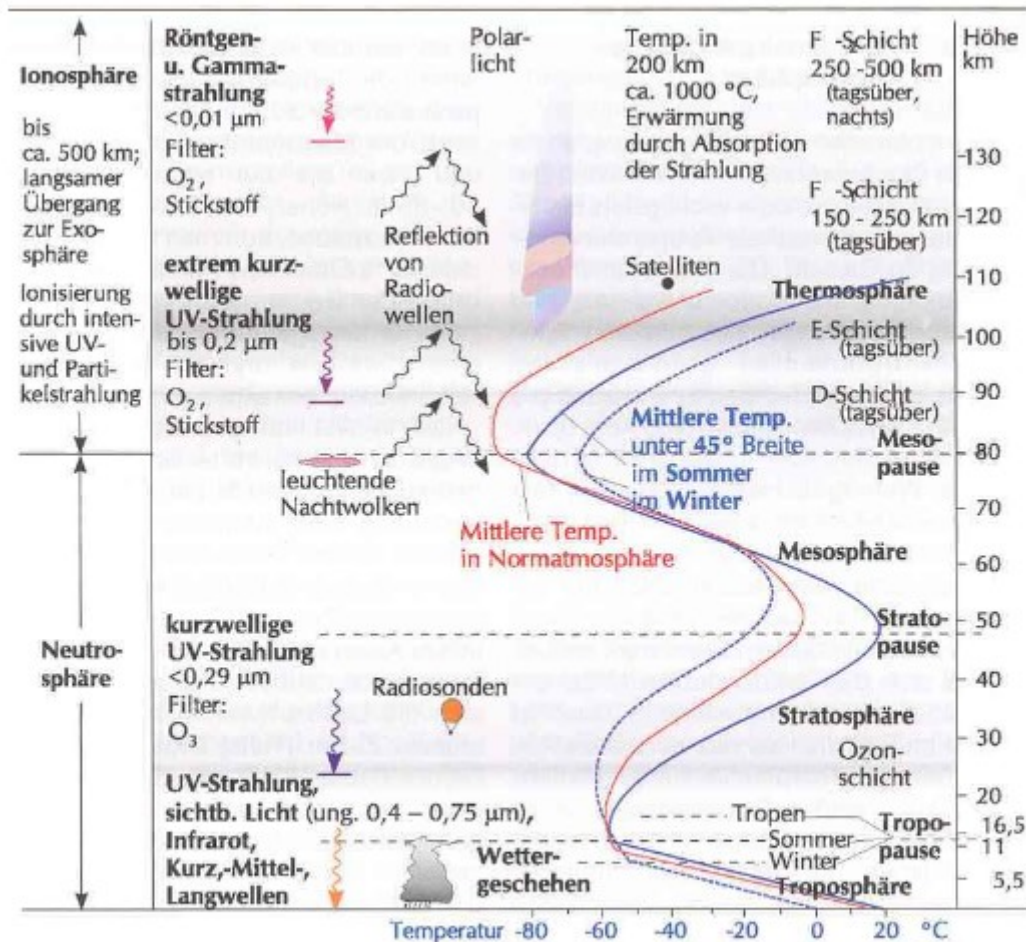 Ionosphäre
bis
ca. 500 km;
langsamer
Übergang
zur Exo-
sphäre
Ionisierung
durch inten-
sive UV-
und Parti-
kelstrahlung
Neutro-
sphäre
Röntgen-
u. Gamma-
strahlung
<0,01 µm
Filter:
O2,
Stickstoff
extrem kurz-
wellige
UV-Strahlung
bis 0,2 µm
Filter:
O2,
Stickstoff
leuchtende
Nachtwolken
kurzwellige
UV-Strahlung
<0,29 µm
Filter:
O3
Radiosonden
UV-Strahlung,
sichtb. Licht (ung. 0,4 – 0,75 µm),
Infrarot,
Kurz,-Mittel-,
Langwellen
Wetter-
geschehen
Polar-
licht
Reflektion
von
Radio-
wellen
Temp. in
200 km
ca. 1000 °C,
Erwärmung
durch Absorption
der Strahlung
Satelliten
Mittlere Temp.
unter 45° Breite
im Sommer
im Winter
Mittlere Temp.
in Normatmosphäre
F2-Schicht
250-500 km
(tagsüber,
nachts)
F1-Schicht
150 - 250 km
(tagsüber)
Thermosphäre
E-Schicht
(tagsüber)
D-Schicht
(tagsüber)
Meso-
pause
Mesosphäre
Strato-
pause
Stratosphäre
Ozon-
schicht
Tropen
Sommer
Winter
Tropo-
pause
Troposphäre
Höhe
km
130
120
110
100
90
80
70
60
50
40
30
20
16,5
11
5,5
Temperatur -80 -60 -40 -20 0 20 °C